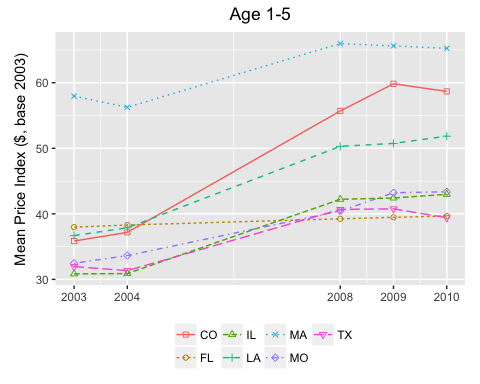 Age 1-5
Mean Price Index ($, base 2003)
60
50
40
30
2003 2004 2008 2009 2010
CO IL MA TX
FL LA MO